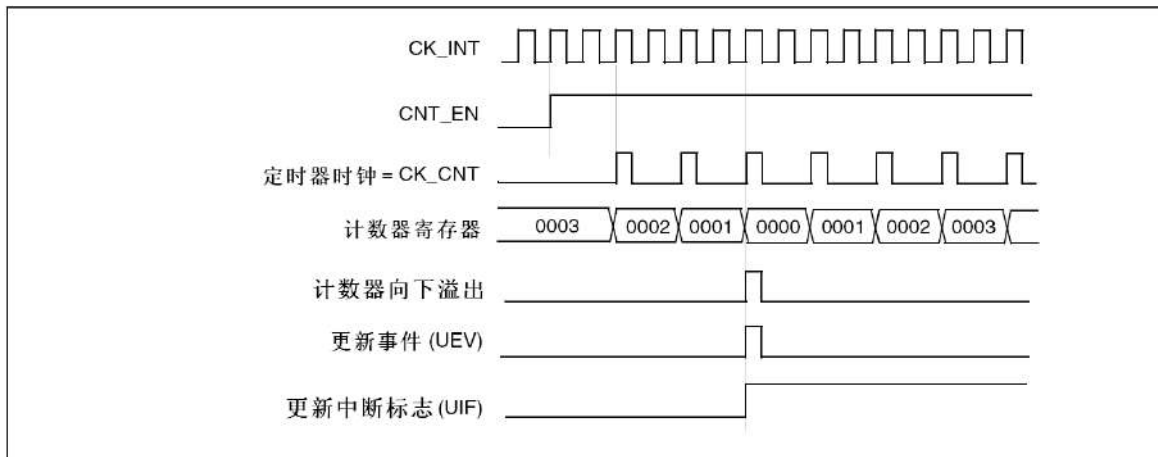 CK_INT
CNT_EN
定时器时钟 = CK_CNT
计数器寄存器 0003 0002 0001 0000 0001 0002 0003
计数器向下溢出
更新事件 (UEV)
更新中断标志 (UIF)